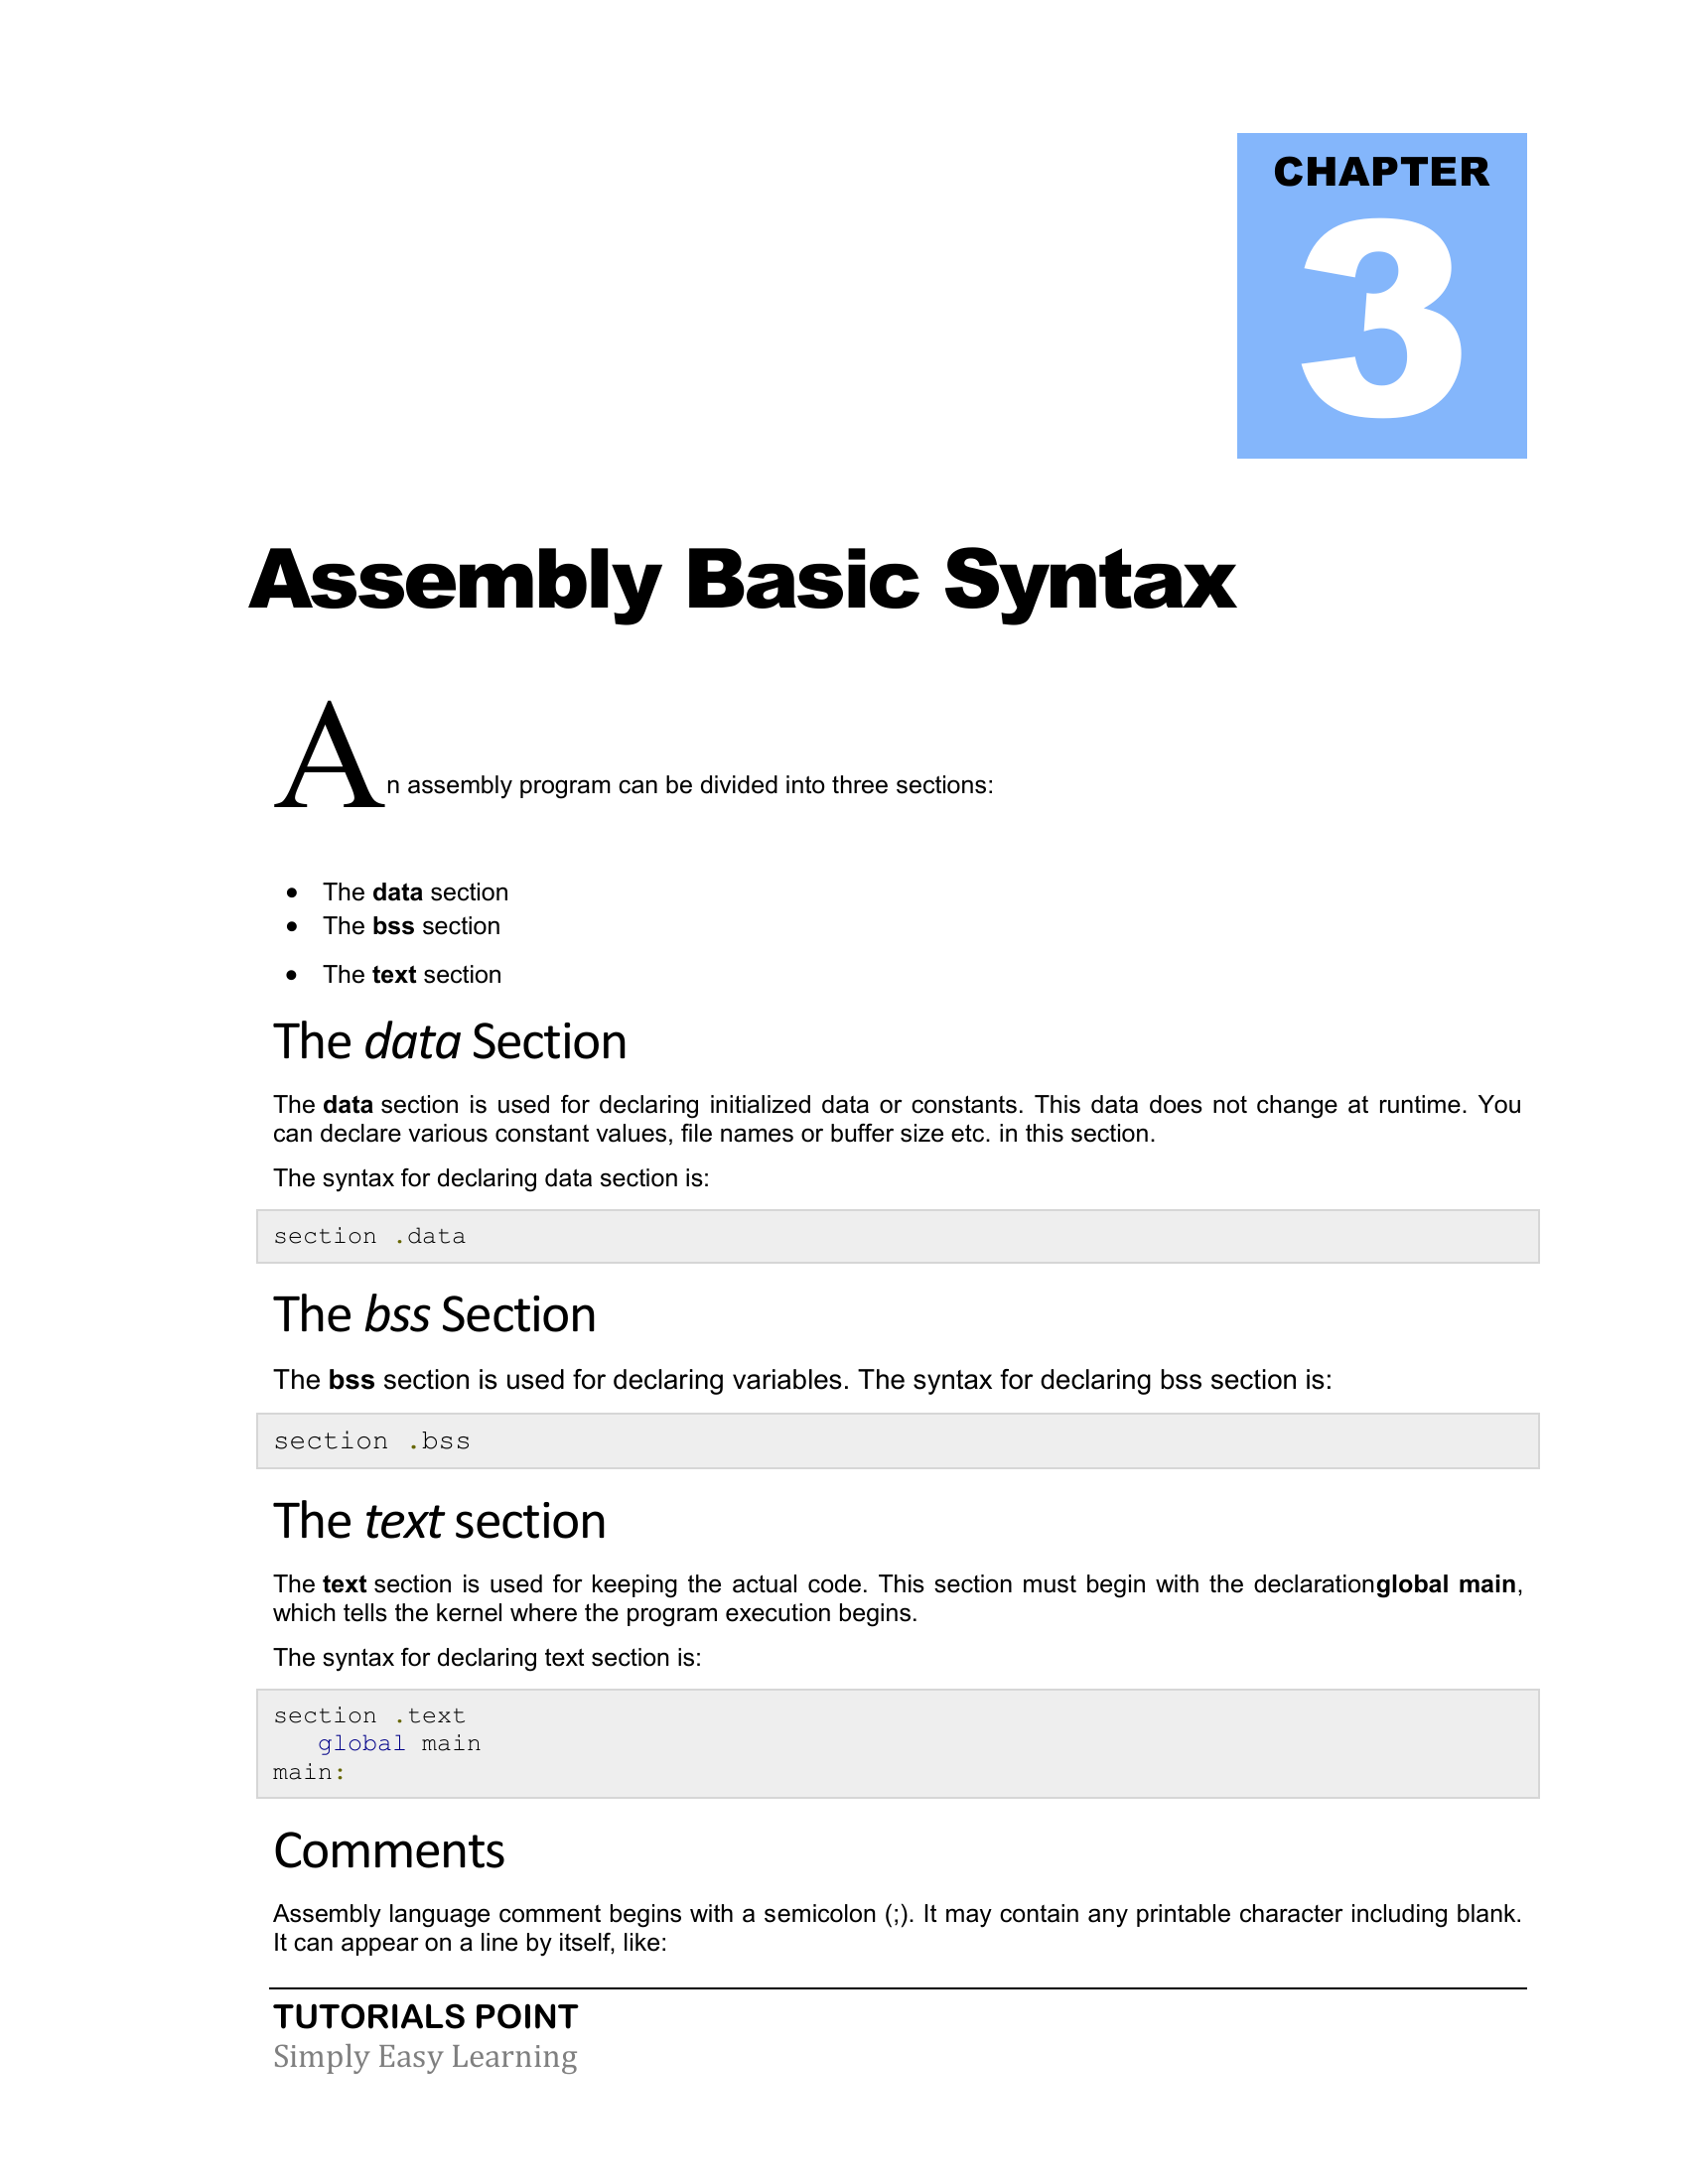 CHAPTER
3
Assembly Basic Syntax
An assembly program can be divided into three sections:
• The data section
• The bss section
• The text section
The data Section
The data section is used for declaring initialized data or constants. This data does not change at runtime. You
can declare various constant values, file names or buffer size etc. in this section.
The syntax for declaring data section is:
section .data
The bss Section
The bss section is used for declaring variables. The syntax for declaring bss section is:
section .bss
The text section
The text section is used for keeping the actual code. This section must begin with the declarationglobal main,
which tells the kernel where the program execution begins.
The syntax for declaring text section is:
section .text
   global main
main:
Comments
Assembly language comment begins with a semicolon (;). It may contain any printable character including blank.
It can appear on a line by itself, like:
TUTORIALS POINT
Simply Easy Learning